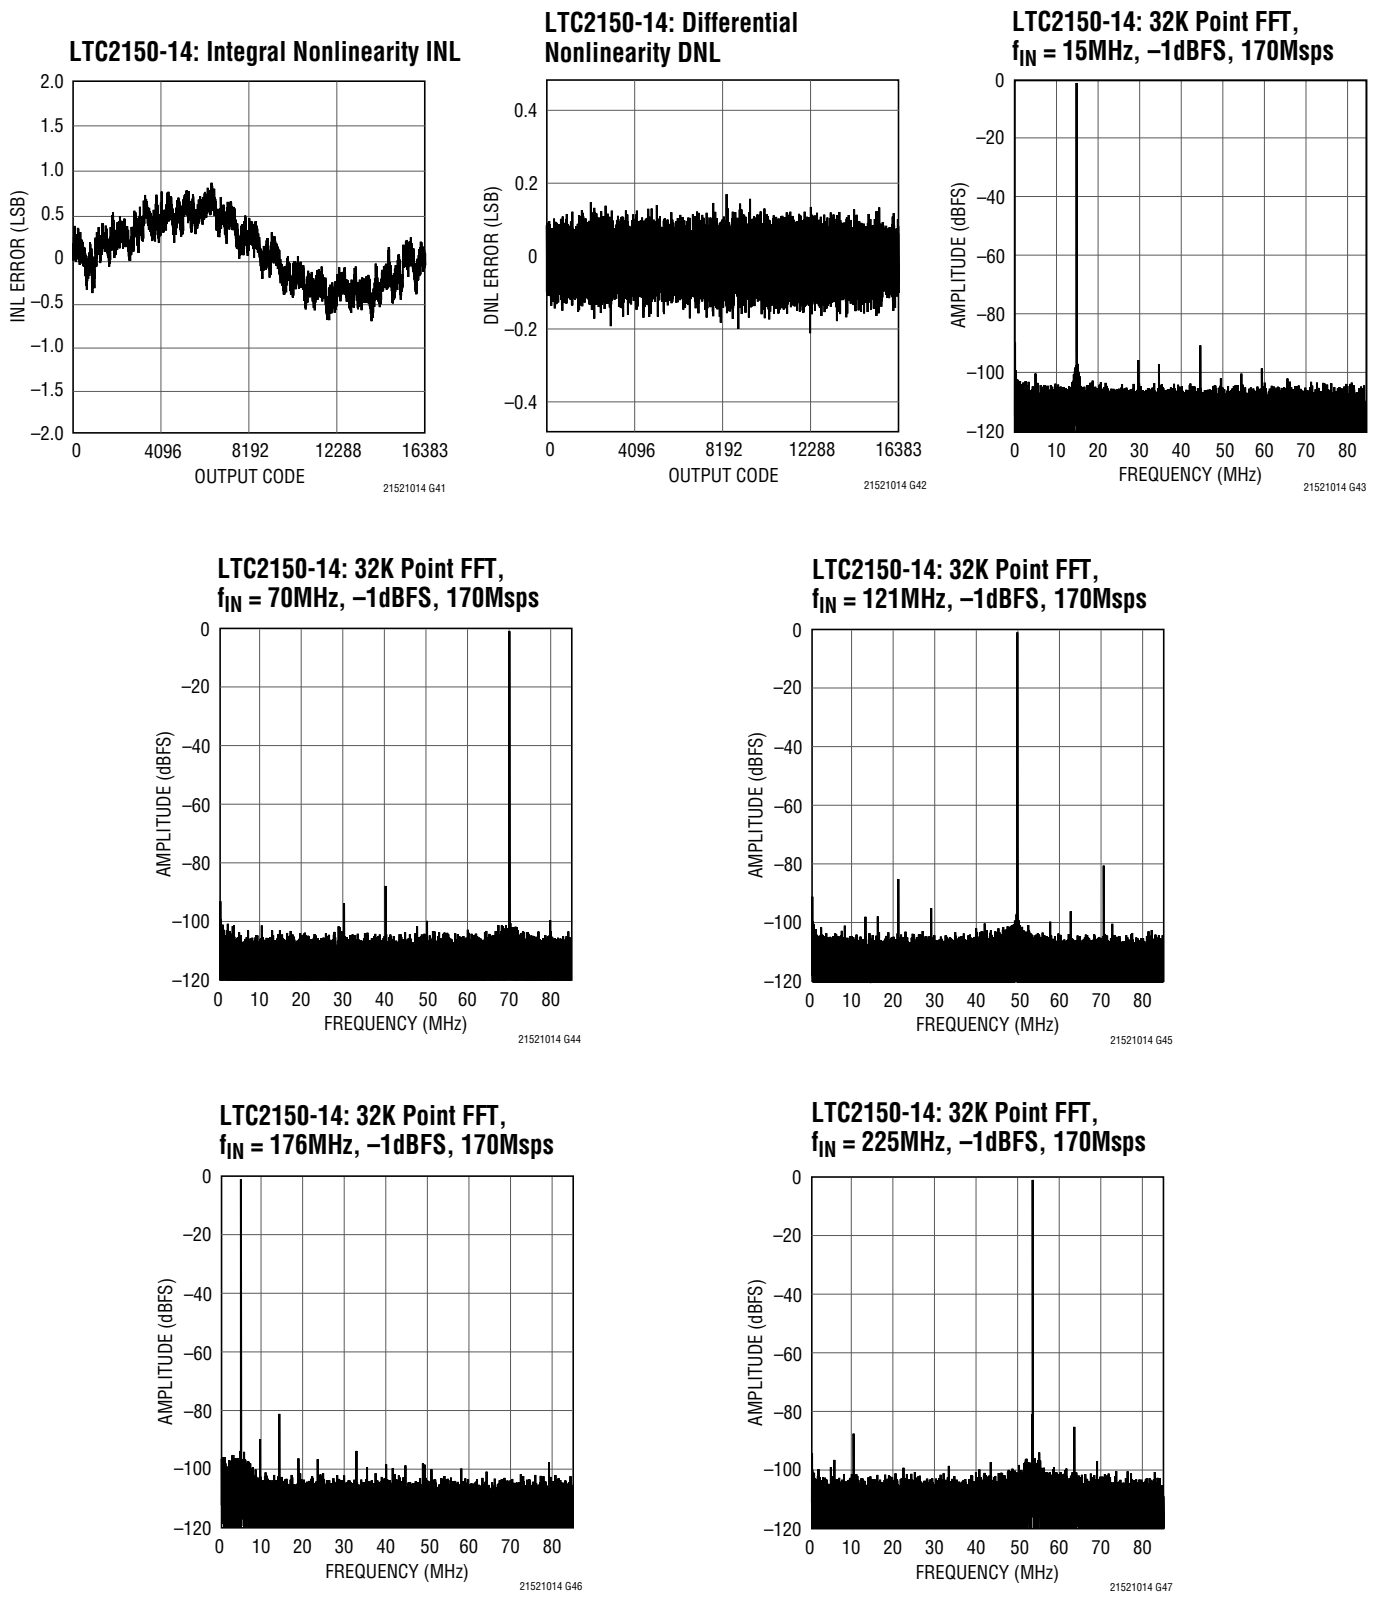 LTC2150-14: Integral Nonlinearity INL
2.0
1.5
1.0
0.5
0
–0.5
–1.0
–1.5
–2.0
INL ERROR (LSB)
0 4096 8192 12288 16383
OUTPUT CODE
21521014 G41
LTC2150-14: Differential
Nonlinearity DNL
0.4
0.2
0
–0.2
–0.4
DNL ERROR (LSB)
0 4096 8192 12288 16383
OUTPUT CODE
21521014 G42
LTC2150-14: 32K Point FFT,
fIN = 15MHz, –1dBFS, 170Msps
0
–20
–40
–60
–80
–100
–120
AMPLITUDE (dBFS)
0 10 20 30 40 50 60 70 80
FREQUENCY (MHz)
21521014 G43
LTC2150-14: 32K Point FFT,
fIN = 70MHz, –1dBFS, 170Msps
0
–20
–40
–60
–80
–100
–120
AMPLITUDE (dBFS)
0 10 20 30 40 50 60 70 80
FREQUENCY (MHz)
21521014 G44
LTC2150-14: 32K Point FFT,
fIN = 121MHz, –1dBFS, 170Msps
0
–20
–40
–60
–80
–100
–120
AMPLITUDE (dBFS)
0 10 20 30 40 50 60 70 80
FREQUENCY (MHz)
21521014 G45
LTC2150-14: 32K Point FFT,
fIN = 176MHz, –1dBFS, 170Msps
0
–20
–40
–60
–80
–100
–120
AMPLITUDE (dBFS)
0 10 20 30 40 50 60 70 80
FREQUENCY (MHz)
21521014 G46
LTC2150-14: 32K Point FFT,
fIN = 225MHz, –1dBFS, 170Msps
0
–20
–40
–60
–80
–100
–120
AMPLITUDE (dBFS)
0 10 20 30 40 50 60 70 80
FREQUENCY (MHz)
21521014 G47